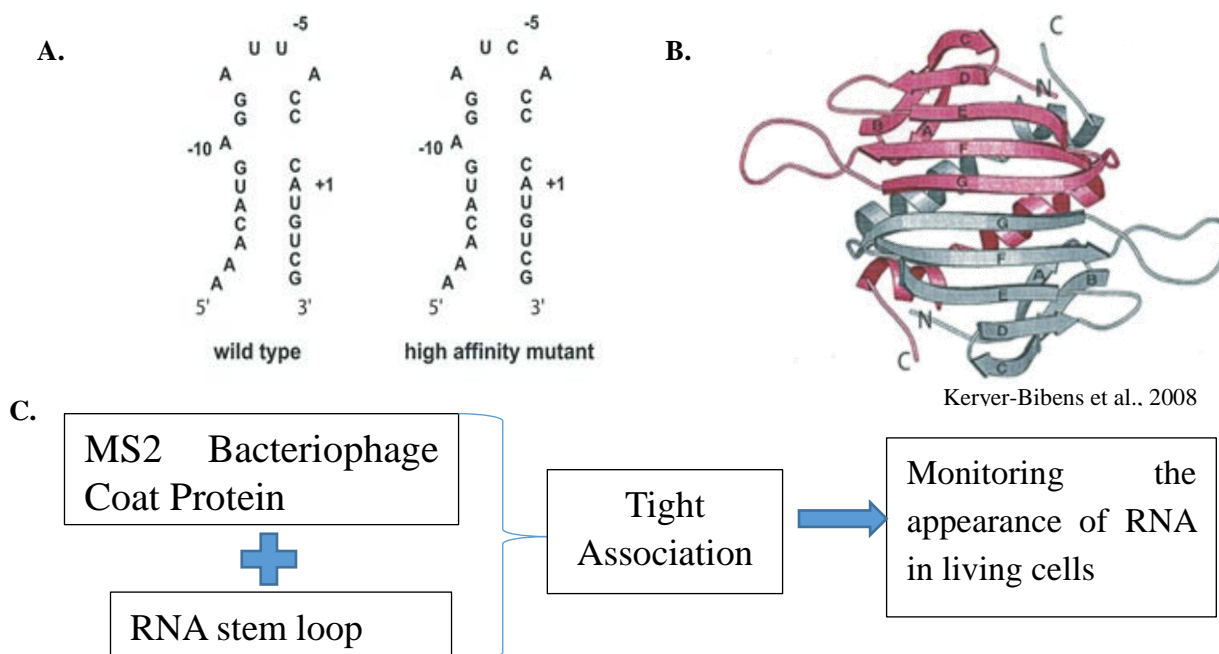 A.
U U -5
A A
G C C
G
-10 A
G C
U A +1
A U
C G
A U
A C
A G
5' 3'
wild type
U C -5
A A
G C C
G
-10 A
G C
U A +1
A U
C G
A U
A C
A G
5' 3'
high affinity mutant
B.
C C
D N
E
B A
F
G
G
F
A B
E
N
D
C C
Kerver-Bibens et al., 2008
C.
MS2 Bacteriophage
Coat Protein
RNA stem loop
Tight
Association
Monitoring the
appearance of RNA
in living cells